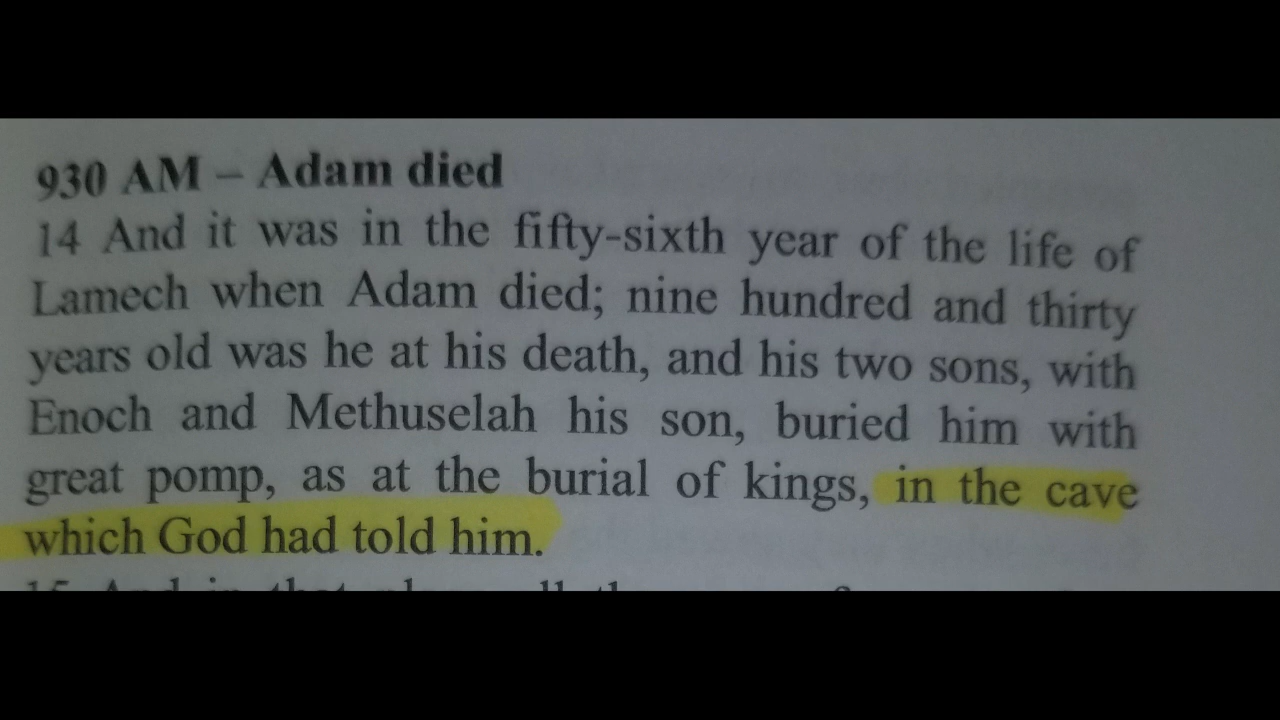 930 AM – Adam died
14 And it was in the fifty-sixth year of the life of
Lamech when Adam died; nine hundred and thirty
years old was he at his death, and his two sons, with
Enoch and Methuselah his son, buried him with
great pomp, as at the burial of kings, in the cave
which God had told him.